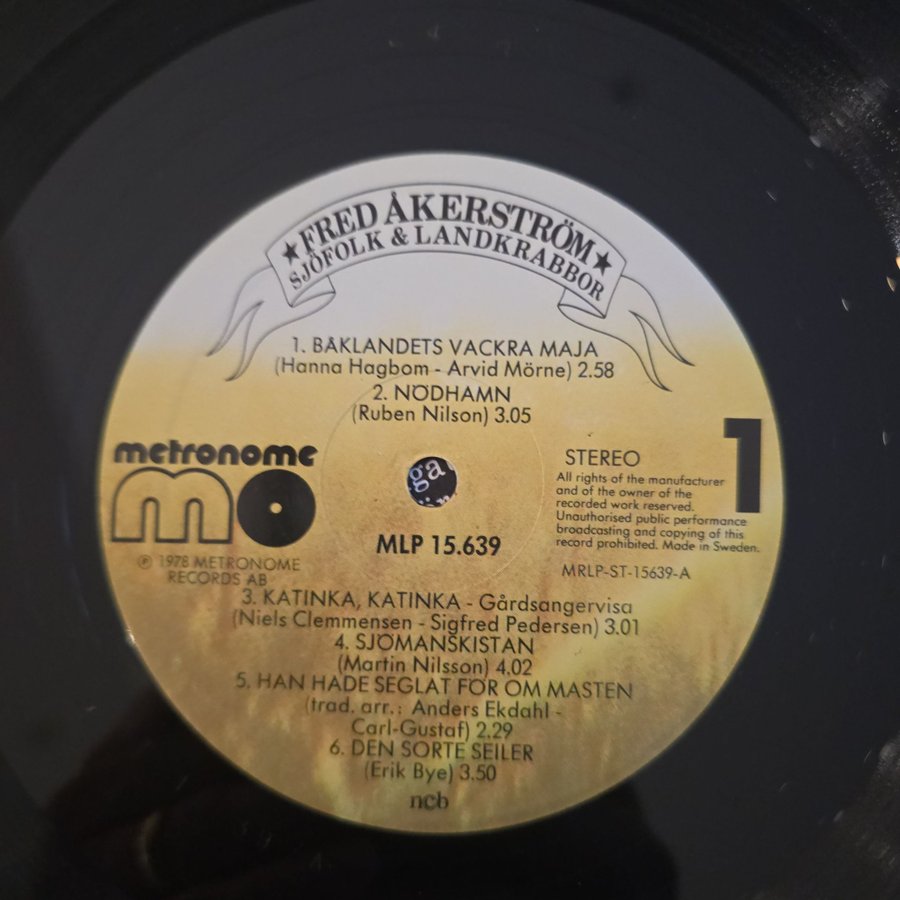 ★ FRED ÅKERSTRÖM ★
SJÖFOLK & LANDKRABBOR
1. BÅKLANDETS VACKRA MAJA
(Hanna Hagbom - Arvid Mörne) 2.58
2. NÖDHAMN
(Ruben Nilson) 3.05
metronome
mo
℗ 1978 METRONOME
RECORDS AB
ga
MLP 15.639
1
STEREO
All rights of the manufacturer
and of the owner of the
recorded work reserved.
Unauthorised public performance
broadcasting and copying of this
record prohibited. Made in Sweden.
MRLP-ST-15639-A
3. KATINKA, KATINKA - Gårdsangervisa
(Niels Clemmensen - Sigfred Pedersen) 3.01
4. SJÖMANSKISTAN
(Martin Nilsson) 4.02
5. HAN HADE SEGLAT FÖR OM MASTEN
(trad. arr.: Anders Ekdahl -
Carl-Gustaf) 2.29
6. DEN SORTE SEILER
(Erik Bye) 3.50
ncb